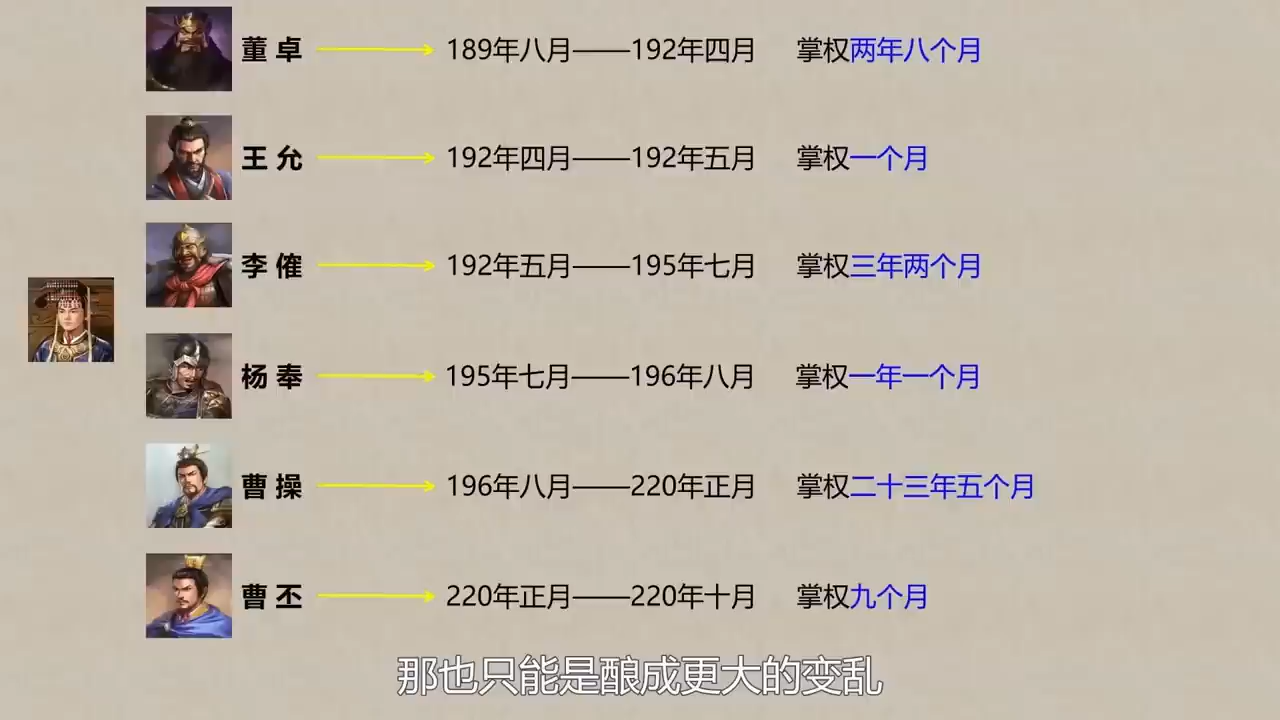 董卓 189年八月——192年四月 掌权两年八个月
王允 192年四月——192年五月 掌权一个月
李傕 192年五月——195年七月 掌权三年两个月
杨奉 195年七月——196年八月 掌权一年一个月
曹操 196年八月——220年正月 掌权二十三年五个月
曹丕 220年正月——220年十月 掌权九个月
那也只能是酿成更大的变乱